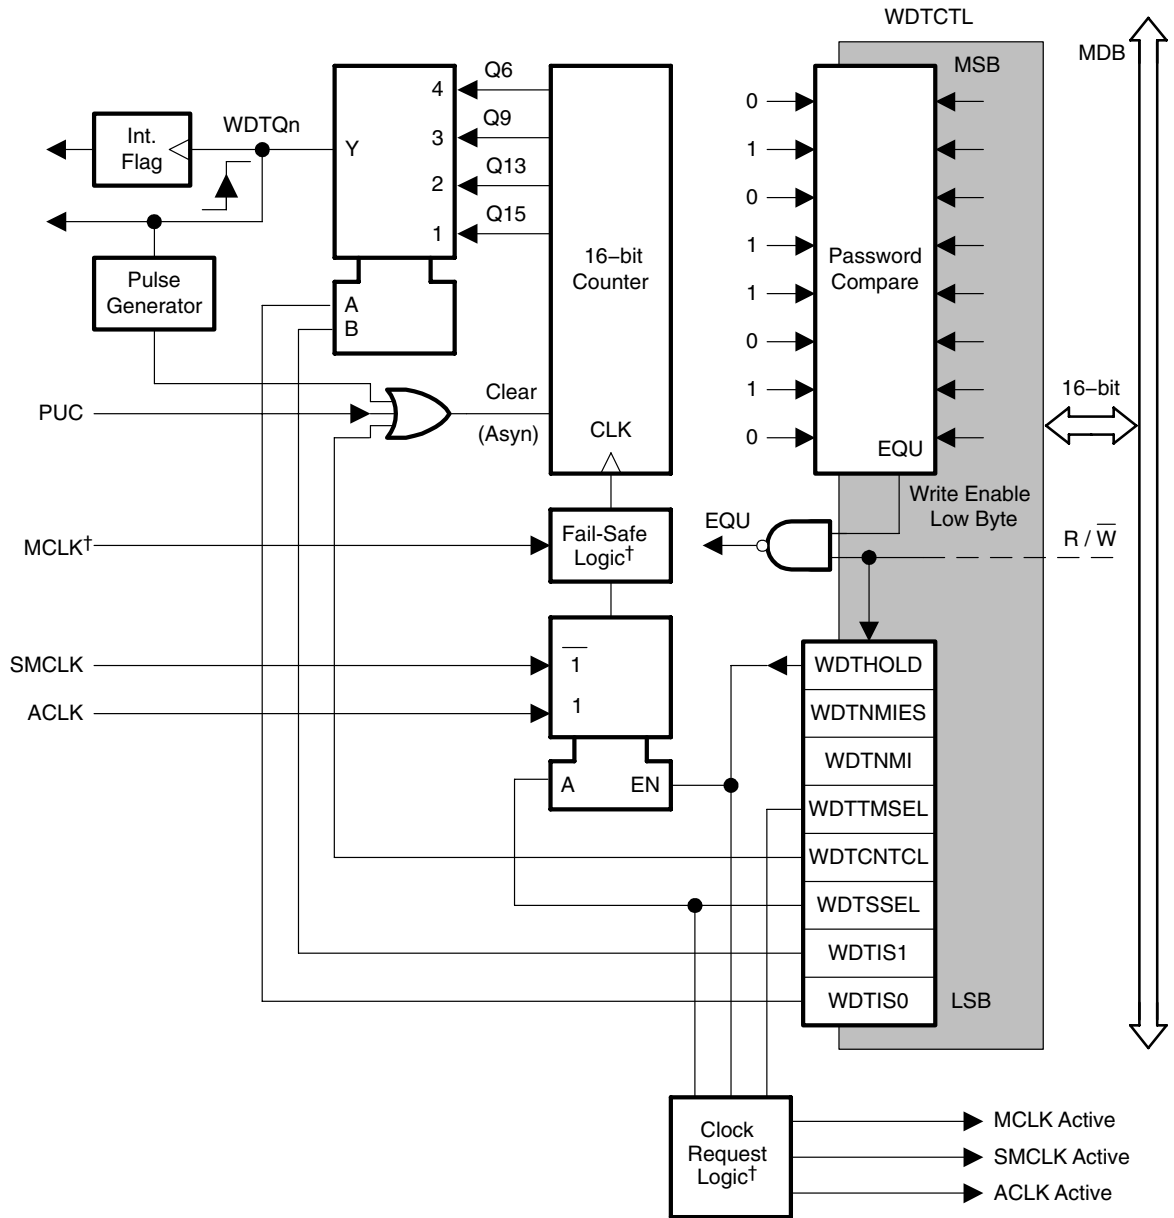 WDTCTL
MDB
MSB
Q6
4
Q9
3
Q13
2
Q15
1
Y
WDTQn
Int.
Flag
Pulse
Generator
A
B
16−bit
Counter
CLK
Clear
(Asyn)
PUC
0
1
0
1
1
0
1
0
Password
Compare
EQU
16−bit
Write Enable
Low Byte
EQU
R / W
MCLK†
Fail-Safe
Logic†
SMCLK
1
ACLK
1
A
EN
WDTHOLD
WDTNMIES
WDTNMI
WDTTMSEL
WDTCNTCL
WDTSSEL
WDTIS1
WDTIS0
LSB
Clock
Request
Logic†
MCLK Active
SMCLK Active
ACLK Active